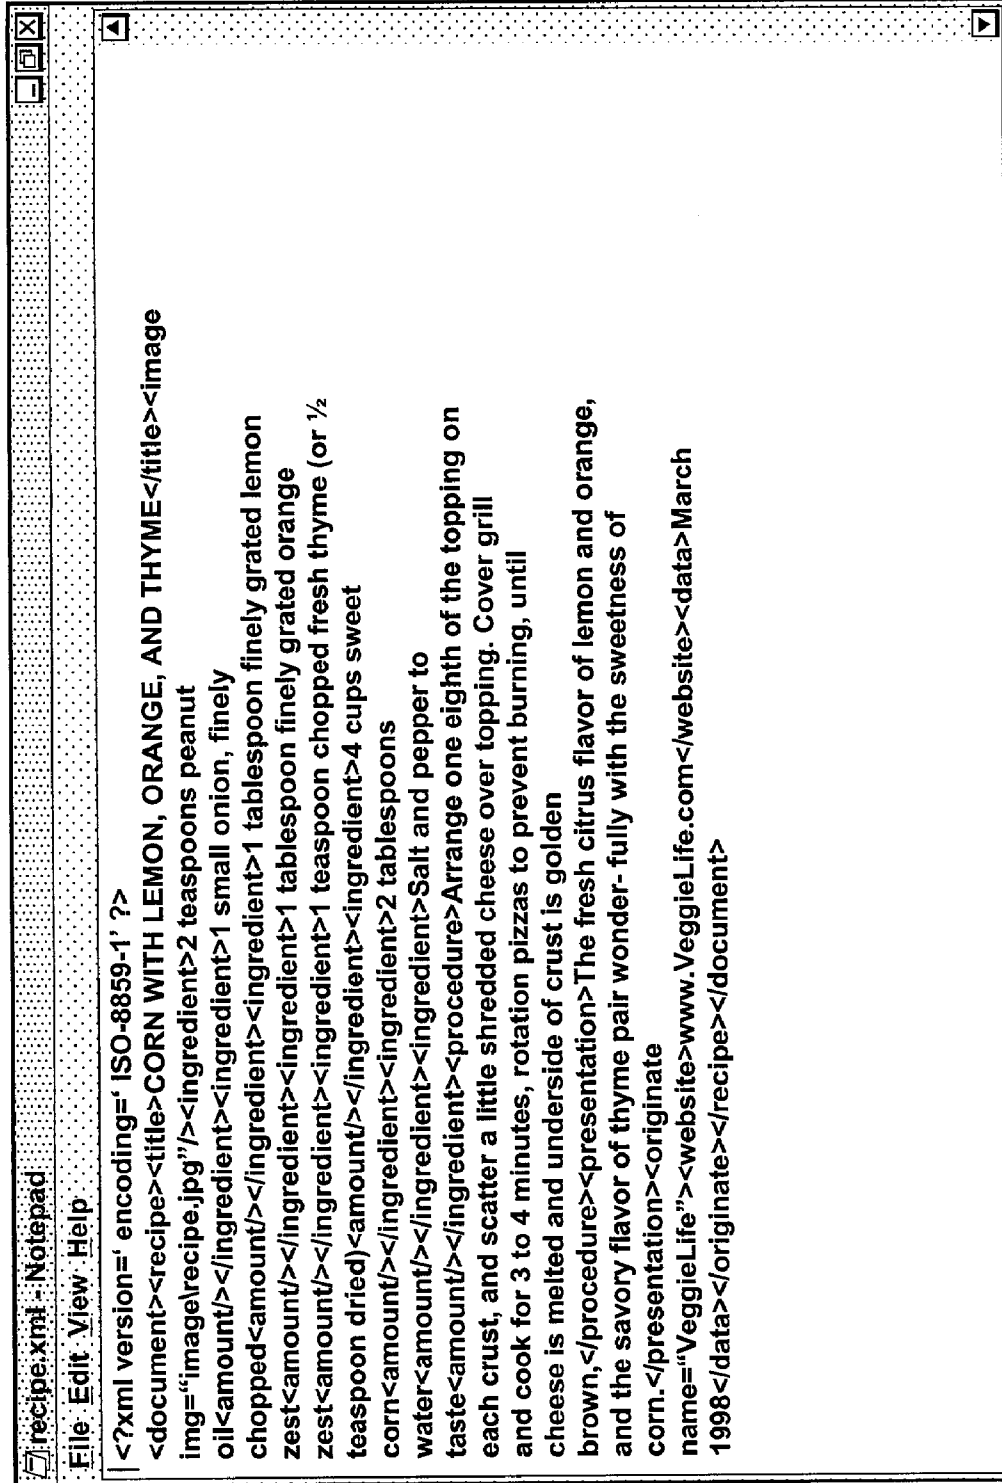 recipe.xml - Notepad
File Edit View Help
<?xml version=‘ encoding=‘ ISO-8859-1’ ?>
<document><recipe><title>CORN WITH LEMON, ORANGE, AND THYME</title><image
img=“image\recipe.jpg”/><ingredient>2 teaspoons peanut
oil<amount/></ingredient><ingredient>1 small onion, finely
chopped<amount/></ingredient><ingredient>1 tablespoon finely grated lemon
zest<amount/></ingredient><ingredient>1 tablespoon finely grated orange
zest<amount/></ingredient><ingredient>1 teaspoon chopped fresh thyme (or ½
teaspoon dried)<amount/></ingredient><ingredient>4 cups sweet
corn<amount/></ingredient><ingredient>2 tablespoons
water<amount/></ingredient><ingredient>Salt and pepper to
taste<amount/></ingredient><procedure>Arrange one eighth of the topping on
each crust, and scatter a little shredded cheese over topping. Cover grill
and cook for 3 to 4 minutes, rotation pizzas to prevent burning, until
cheese is melted and underside of crust is golden
brown,</procedure><presentation>The fresh citrus flavor of lemon and orange,
and the savory flavor of thyme pair wonder- fully with the sweetness of
corn.</presentation><originate
name=“VeggieLife”><website>www.VeggieLife.com</website><data>March
1998</data></originate></recipe></document>